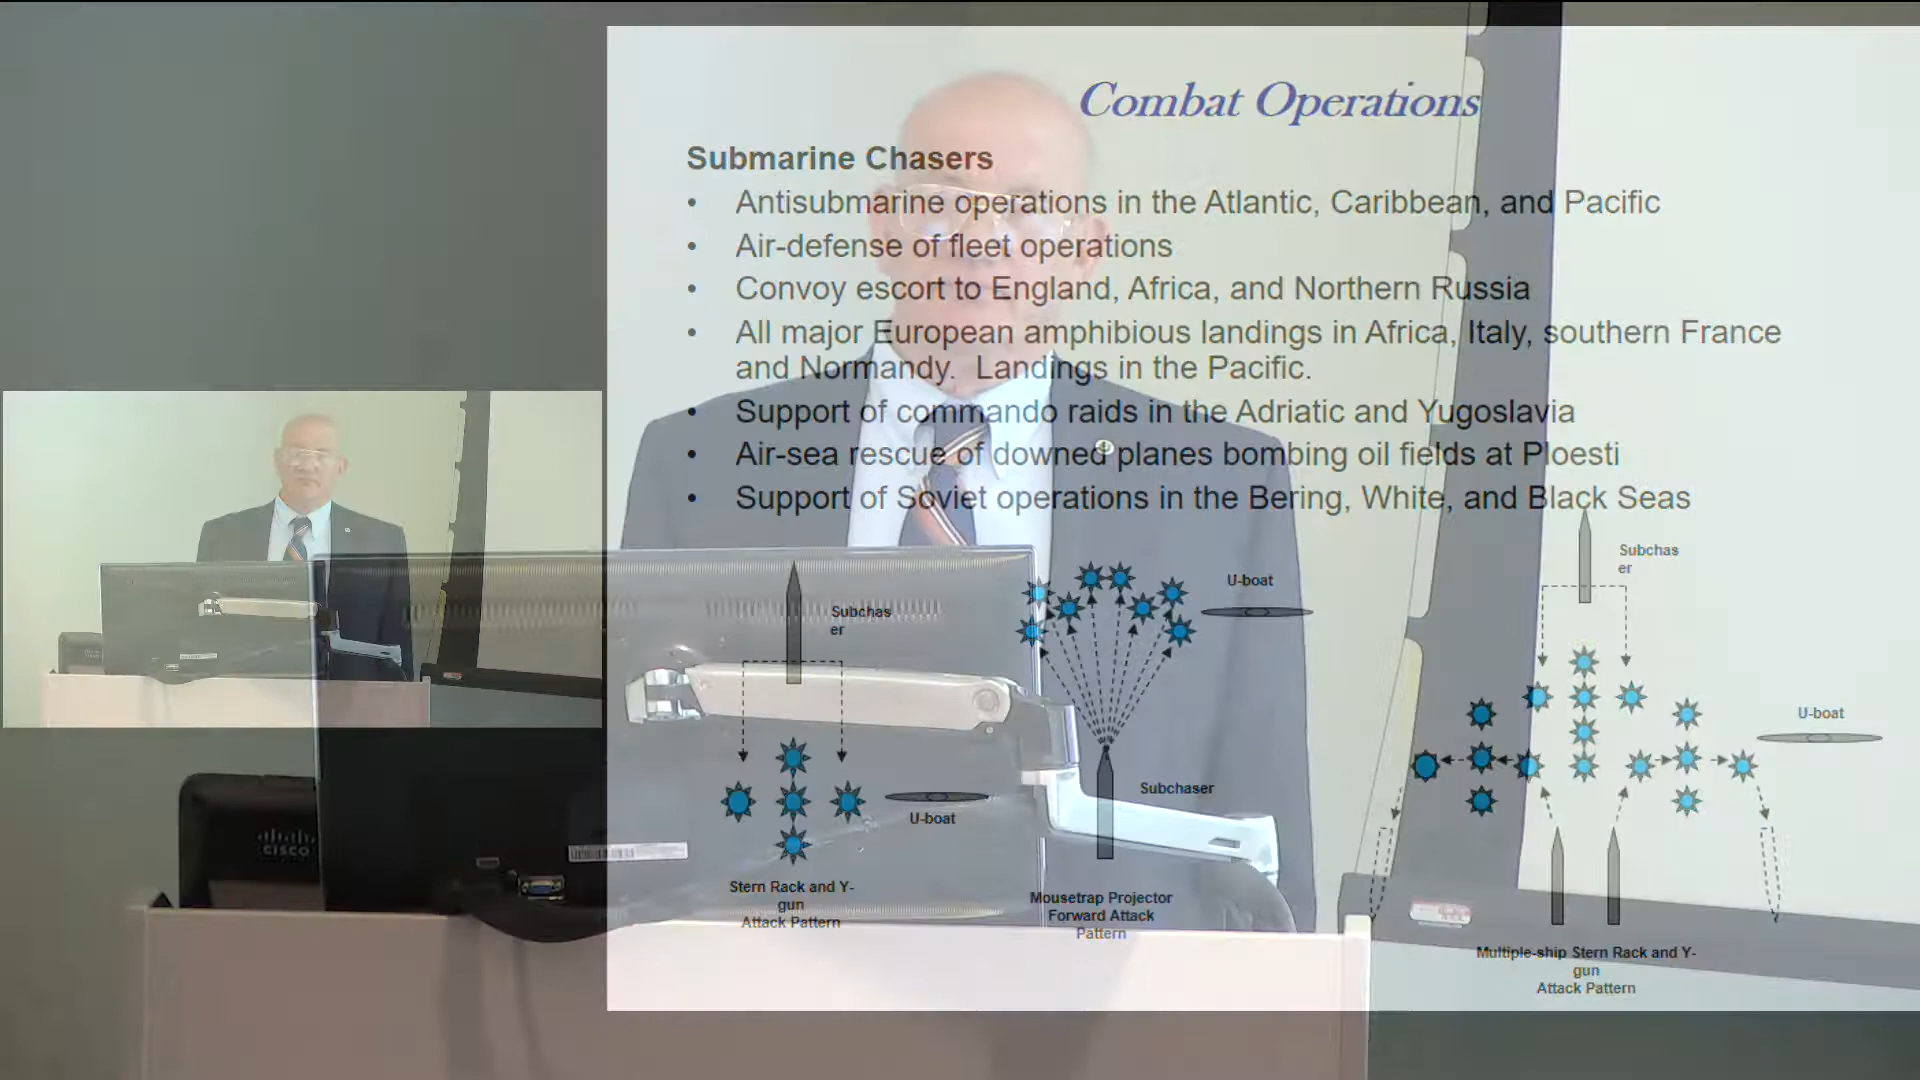 Combat Operations
Submarine Chasers
• Antisubmarine operations in the Atlantic, Caribbean, and Pacific
• Air-defense of fleet operations
• Convoy escort to England, Africa, and Northern Russia
• All major European amphibious landings in Africa, Italy, southern France
and Normandy.  Landings in the Pacific.
• Support of commando raids in the Adriatic and Yugoslavia
• Air-sea rescue of downed planes bombing oil fields at Ploesti
• Support of Soviet operations in the Bering, White, and Black Seas
Subchas
er
U-boat
Stern Rack and Y-
gun
Attack Pattern
U-boat
Subchaser
Mousetrap Projector
Forward Attack
Pattern
Subchas
er
U-boat
Multiple-ship Stern Rack and Y-
gun
Attack Pattern
CISCO